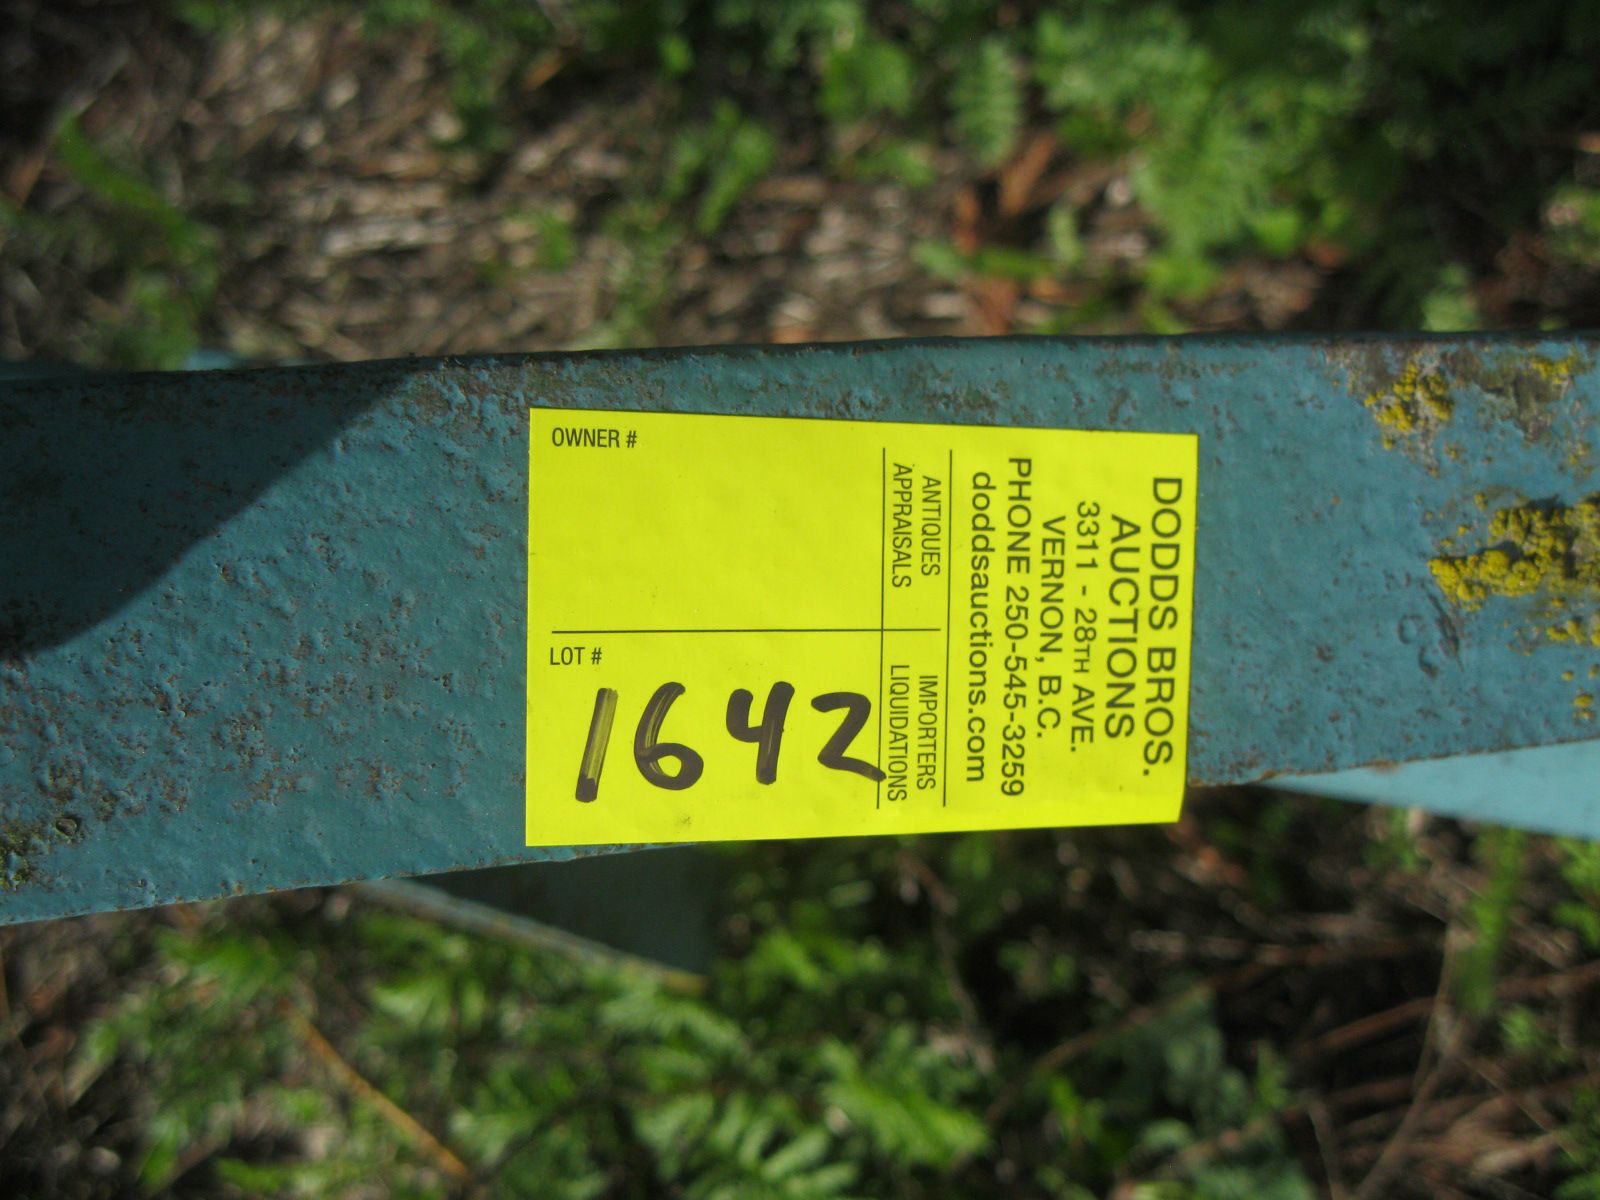 DODDS BROS.
AUCTIONS
3311 - 28TH AVE.
VERNON, B.C.
PHONE 250-545-3259
doddsauctions.com
ANTIQUES IMPORTERS
APPRAISALS LIQUIDATIONS
OWNER #
LOT #
1642